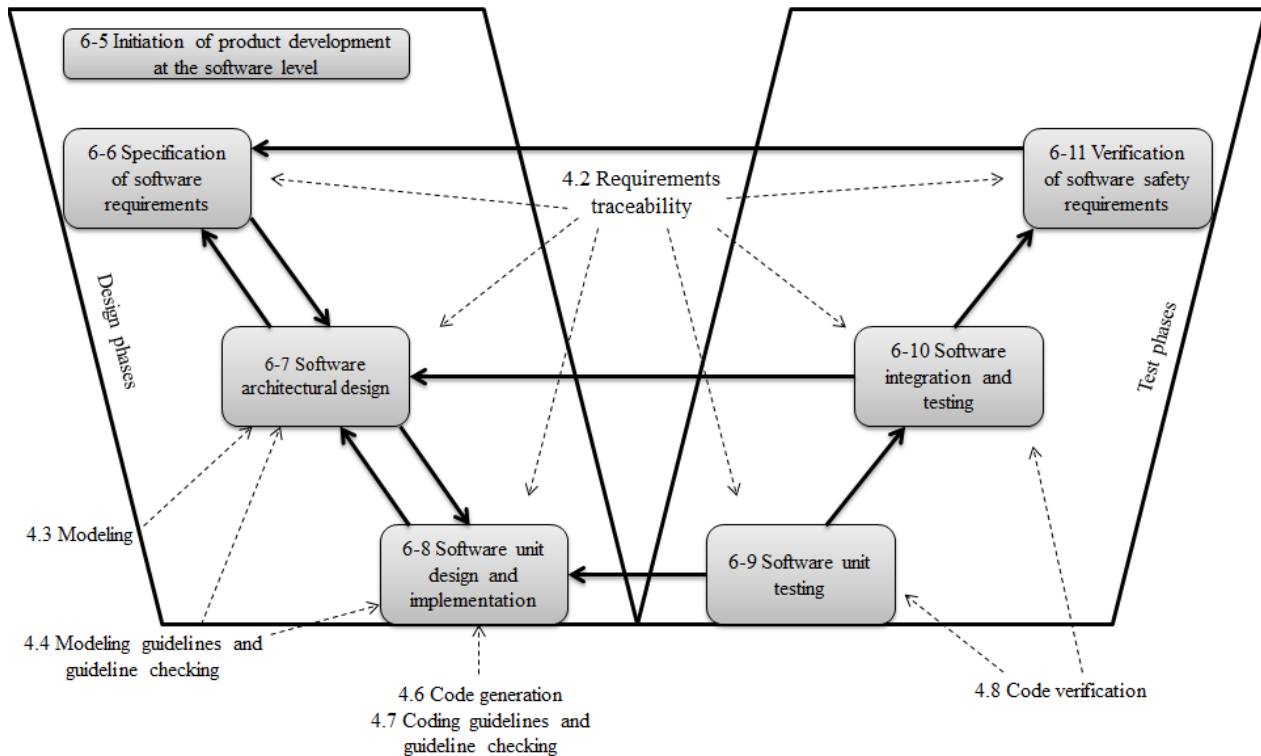 6-5 Initiation of product development
at the software level
6-6 Specification
of software
requirements
4.2 Requirements
traceability
6-11 Verification
of software safety
requirements
Design phases
Test phases
6-7 Software
architectural design
6-10 Software
integration and
testing
4.3 Modeling
6-8 Software unit
design and
implementation
6-9 Software unit
testing
4.4 Modeling guidelines and
guideline checking
4.6 Code generation
4.7 Coding guidelines and
guideline checking
4.8 Code verification